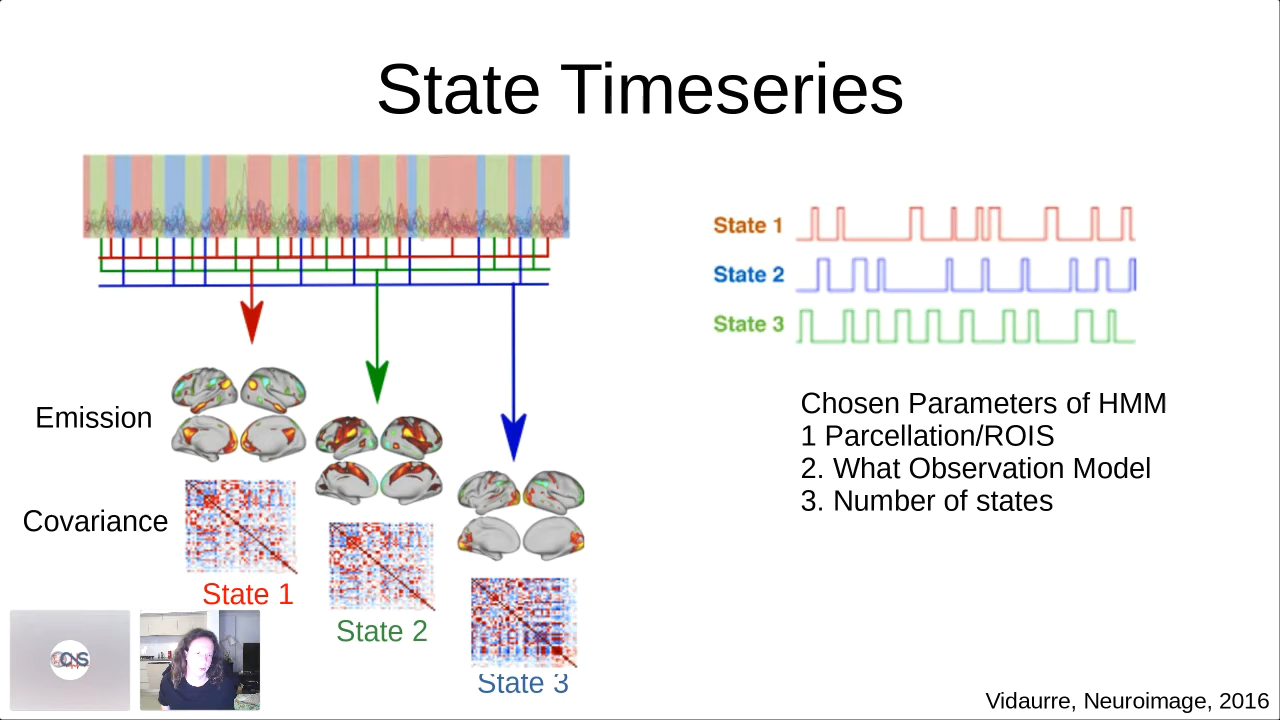 State Timeseries
State 1
State 2
State 3
Emission
Covariance
State 1
State 2
State 3
Chosen Parameters of HMM
1 Parcellation/ROIS
2. What Observation Model
3. Number of states
Vidaurre, Neuroimage, 2016